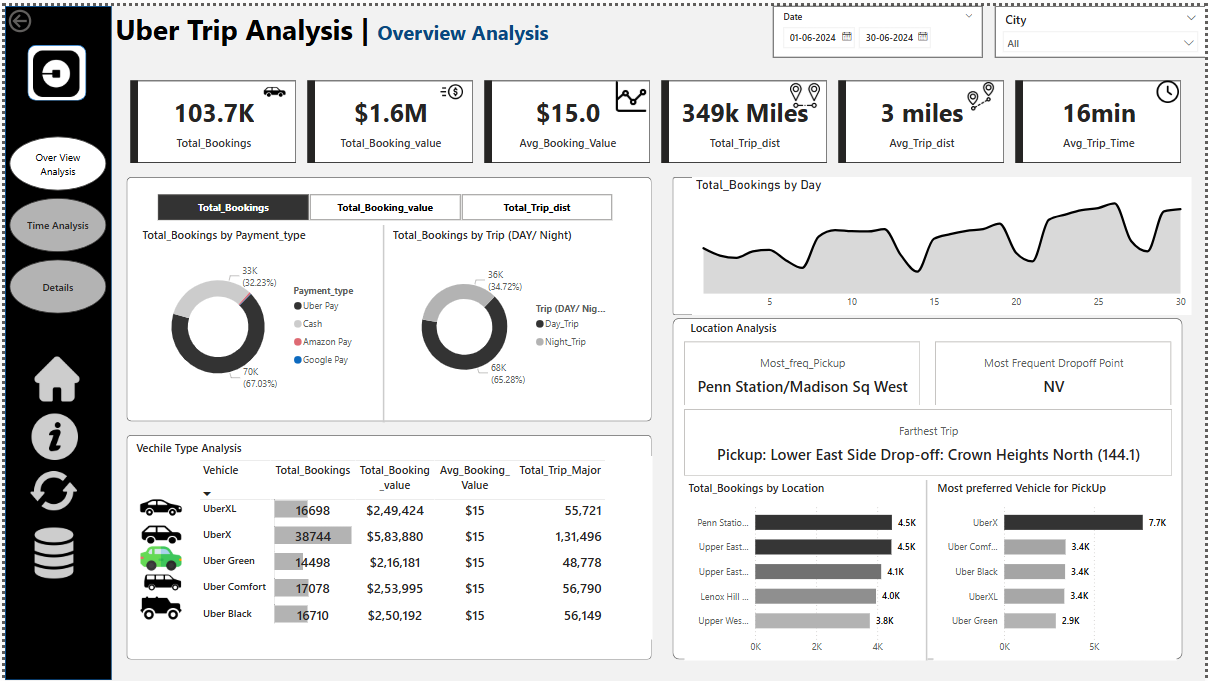 Uber Trip Analysis | Overview Analysis
Date
01-06-2024 30-06-2024
City
All
Over View
Analysis
Time Analysis
Details
103.7K
Total_Bookings
$1.6M
Total_Booking_value
$15.0
Avg_Booking_Value
349k Miles
Total_Trip_dist
3 miles
Avg_Trip_dist
16min
Avg_Trip_Time
Total_Bookings Total_Booking_value Total_Trip_dist
Total_Bookings by Payment_type
33K
(32.23%)
70K
(67.03%)
Payment_type
Uber Pay
Cash
Amazon Pay
Google Pay
Total_Bookings by Trip (DAY/ Night)
36K
(34.72%)
68K
(65.28%)
Trip (DAY/ Nig...
Day_Trip
Night_Trip
Total_Bookings by Day
5 10 15 20 25 30
Vechile Type Analysis
Vehicle Total_Bookings Total_Booking Avg_Booking_ Total_Trip_Major
_value Value
UberXL 16698 $2,49,424 $15 55,721
UberX 38744 $5,83,880 $15 1,31,496
Uber Green 14498 $2,16,181 $15 48,778
Uber Comfort 17078 $2,53,995 $15 56,790
Uber Black 16710 $2,50,192 $15 56,149
Location Analysis
Most_freq_Pickup
Penn Station/Madison Sq West
Most Frequent Dropoff Point
NV
Farthest Trip
Pickup: Lower East Side Drop-off: Crown Heights North (144.1)
Total_Bookings by Location
Penn Statio... 4.5K
Upper East... 4.5K
Upper East... 4.1K
Lenox Hill ... 4.0K
Upper Wes... 3.8K
0K 2K 4K
Most preferred Vehicle for PickUp
UberX 7.7K
Uber Comf... 3.4K
Uber Black 3.4K
UberXL 3.4K
Uber Green 2.9K
0K 5K